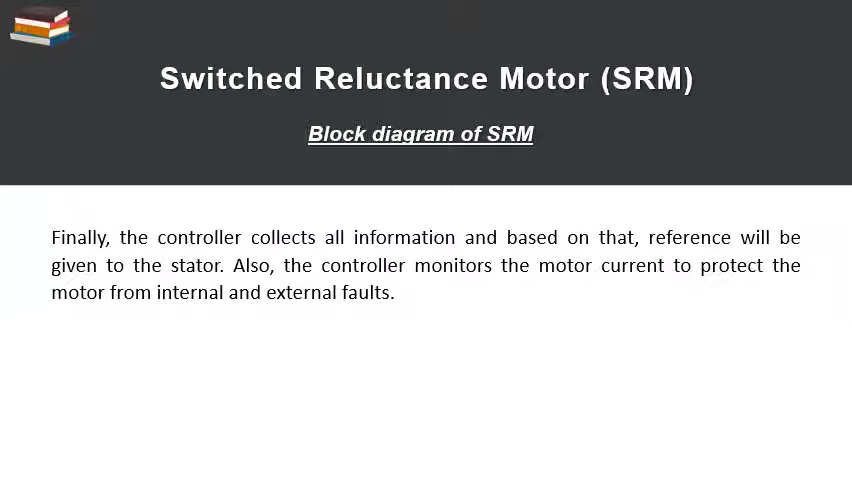 Switched Reluctance Motor (SRM)
Block diagram of SRM
Finally, the controller collects all information and based on that, reference will be
given to the stator. Also, the controller monitors the motor current to protect the
motor from internal and external faults.